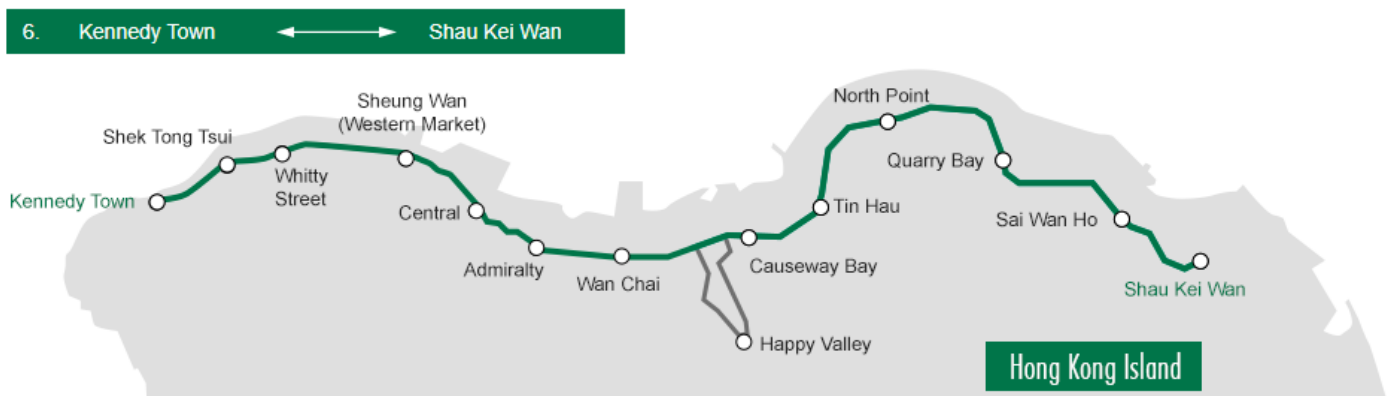 6. Kennedy Town Shau Kei Wan
Sheung Wan
(Western Market)
North Point
Shek Tong Tsui
Quarry Bay
Whitty
Street
Kennedy Town
Central
Tin Hau
Sai Wan Ho
Admiralty
Wan Chai
Causeway Bay
Shau Kei Wan
Happy Valley
Hong Kong Island